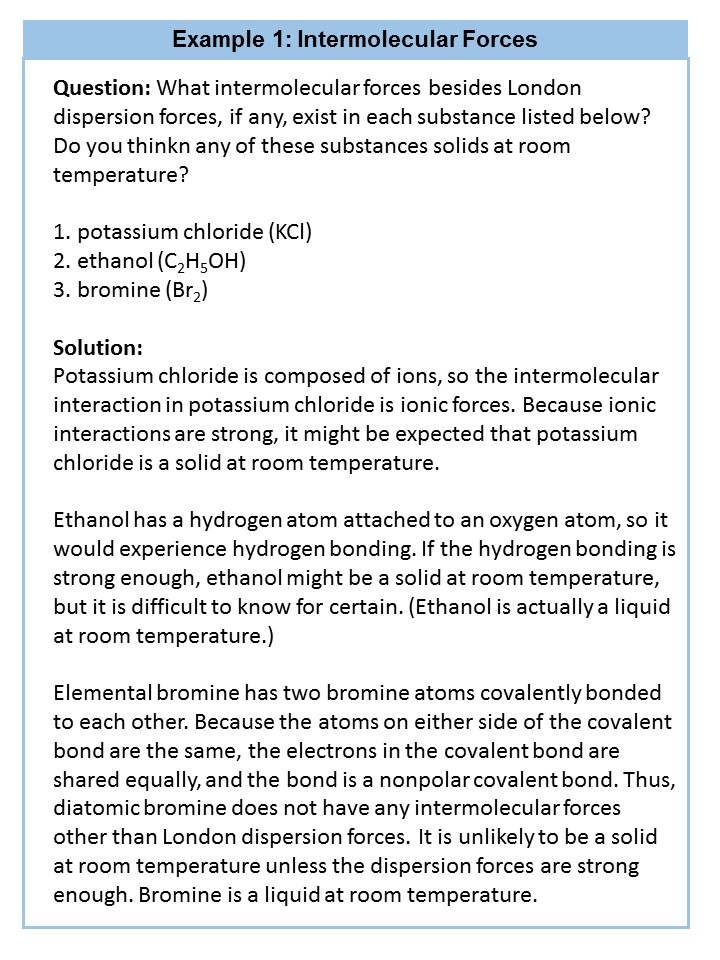 Example 1: Intermolecular Forces
Question: What intermolecular forces besides London
dispersion forces, if any, exist in each substance listed below?
Do you thinkn any of these substances solids at room
temperature?
1. potassium chloride (KCl)
2. ethanol (C₂H₅OH)
3. bromine (Br₂)
Solution:
Potassium chloride is composed of ions, so the intermolecular
interaction in potassium chloride is ionic forces. Because ionic
interactions are strong, it might be expected that potassium
chloride is a solid at room temperature.
Ethanol has a hydrogen atom attached to an oxygen atom, so it
would experience hydrogen bonding. If the hydrogen bonding is
strong enough, ethanol might be a solid at room temperature,
but it is difficult to know for certain. (Ethanol is actually a liquid
at room temperature.)
Elemental bromine has two bromine atoms covalently bonded
to each other. Because the atoms on either side of the covalent
bond are the same, the electrons in the covalent bond are
shared equally, and the bond is a nonpolar covalent bond. Thus,
diatomic bromine does not have any intermolecular forces
other than London dispersion forces. It is unlikely to be a solid
at room temperature unless the dispersion forces are strong
enough. Bromine is a liquid at room temperature.